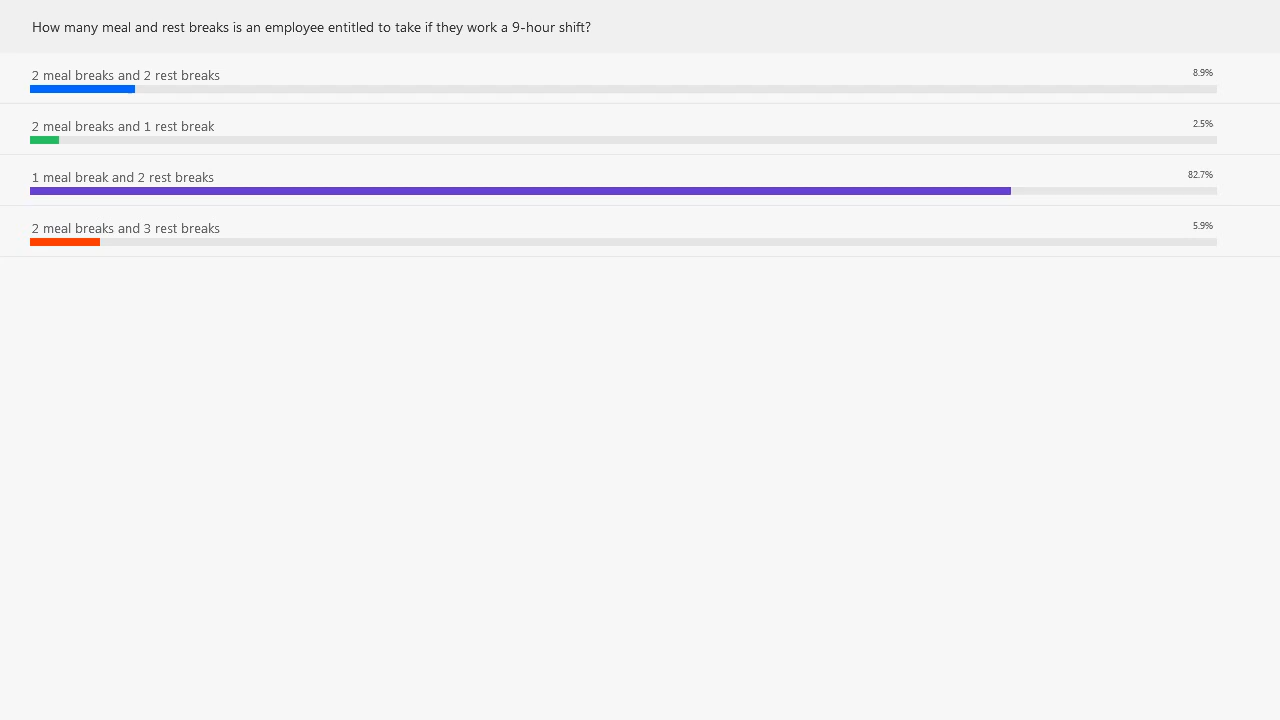 How many meal and rest breaks is an employee entitled to take if they work a 9-hour shift?
2 meal breaks and 2 rest breaks
8.9%
2 meal breaks and 1 rest break
2.5%
1 meal break and 2 rest breaks
82.7%
2 meal breaks and 3 rest breaks
5.9%